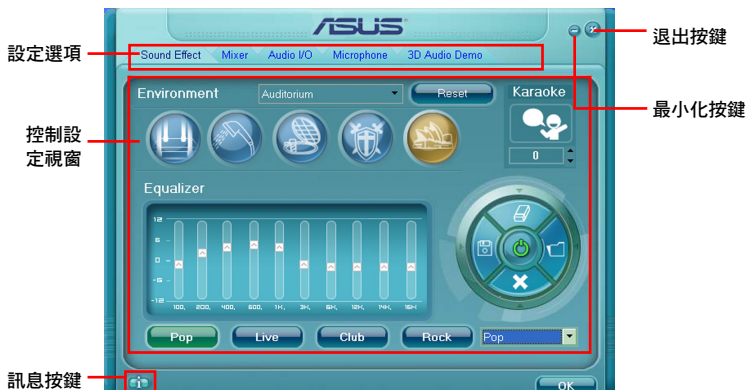 ASUS
設定選項
退出按鍵
Sound Effect Mixer Audio I/O Microphone 3D Audio Demo
Environment Auditorium Reset Karaoke
最小化按鍵
控制設
定視窗
0
Equalizer
12
6
0
-6
-12
100, 200, 400, 600, 1K, 3K, 6K, 12K, 14K, 16K
Pop Live Club Rock Pop
訊息按鍵
OK